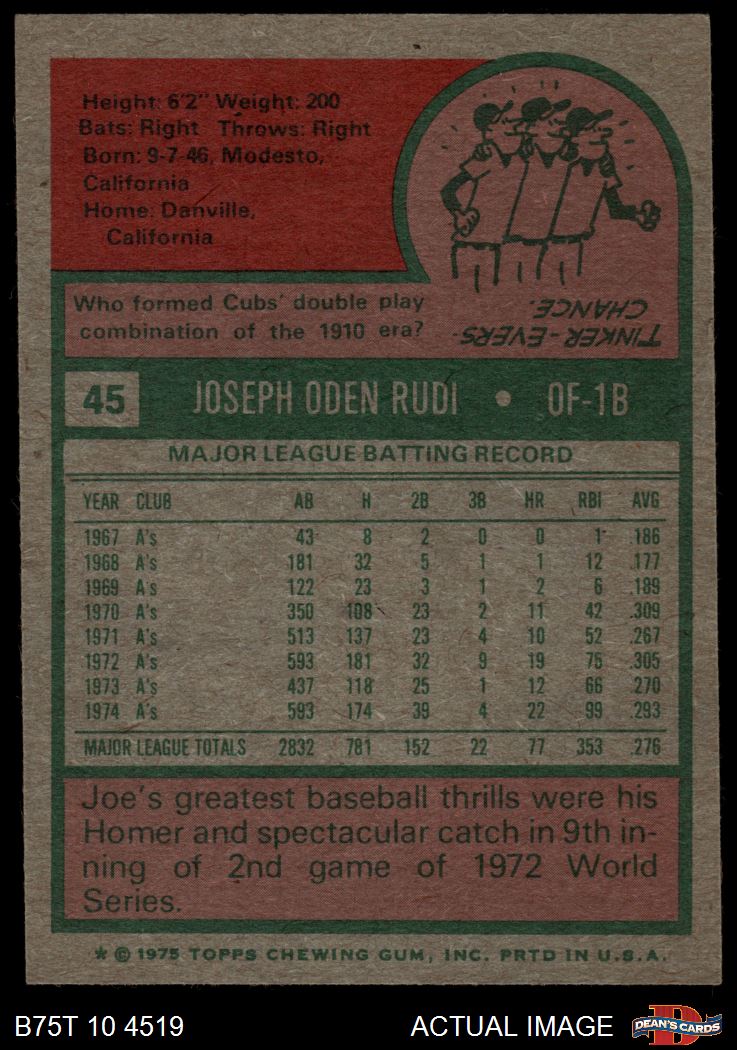 Height: 6'2" Weight: 200
Bats: Right Throws: Right
Born: 9-7-46, Modesto,
California
Home: Danville,
California
Who formed Cubs' double play
combination of the 1910 era?
TINKER-EVERS-
CHANCE.
45 JOSEPH ODEN RUDI • OF-1B
MAJOR LEAGUE BATTING RECORD
YEAR CLUB AB H 2B 3B HR RBI AVG
1967 A's 43 8 2 0 0 1 .186
1968 A's 181 32 5 1 1 12 .177
1969 A's 122 23 3 1 2 6 .189
1970 A's 350 108 23 2 11 42 .309
1971 A's 513 137 23 4 10 52 .267
1972 A's 593 181 32 9 19 75 .305
1973 A's 437 118 25 1 12 66 .270
1974 A's 593 174 39 4 22 99 .293
MAJOR LEAGUE TOTALS 2832 781 152 22 77 353 .276
Joe's greatest baseball thrills were his
Homer and spectacular catch in 9th in-
ning of 2nd game of 1972 World
Series.
* © 1975 TOPPS CHEWING GUM, INC. PRTD IN U.S.A.
B75T 10 4519 ACTUAL IMAGE DEAN'S CARDS